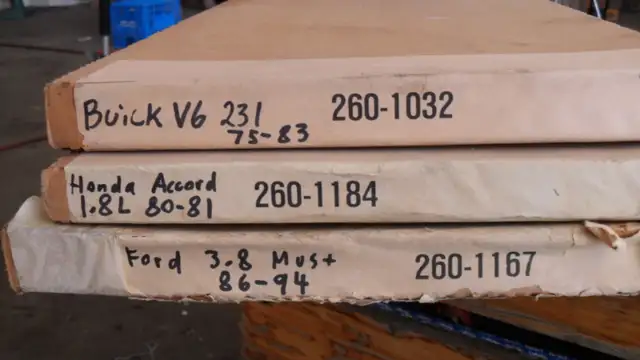 Buick V6 231 260-1032
75-83
Honda Accord 260-1184
1.8L 80-81
Ford 3.8 Must 260-1167
86-94